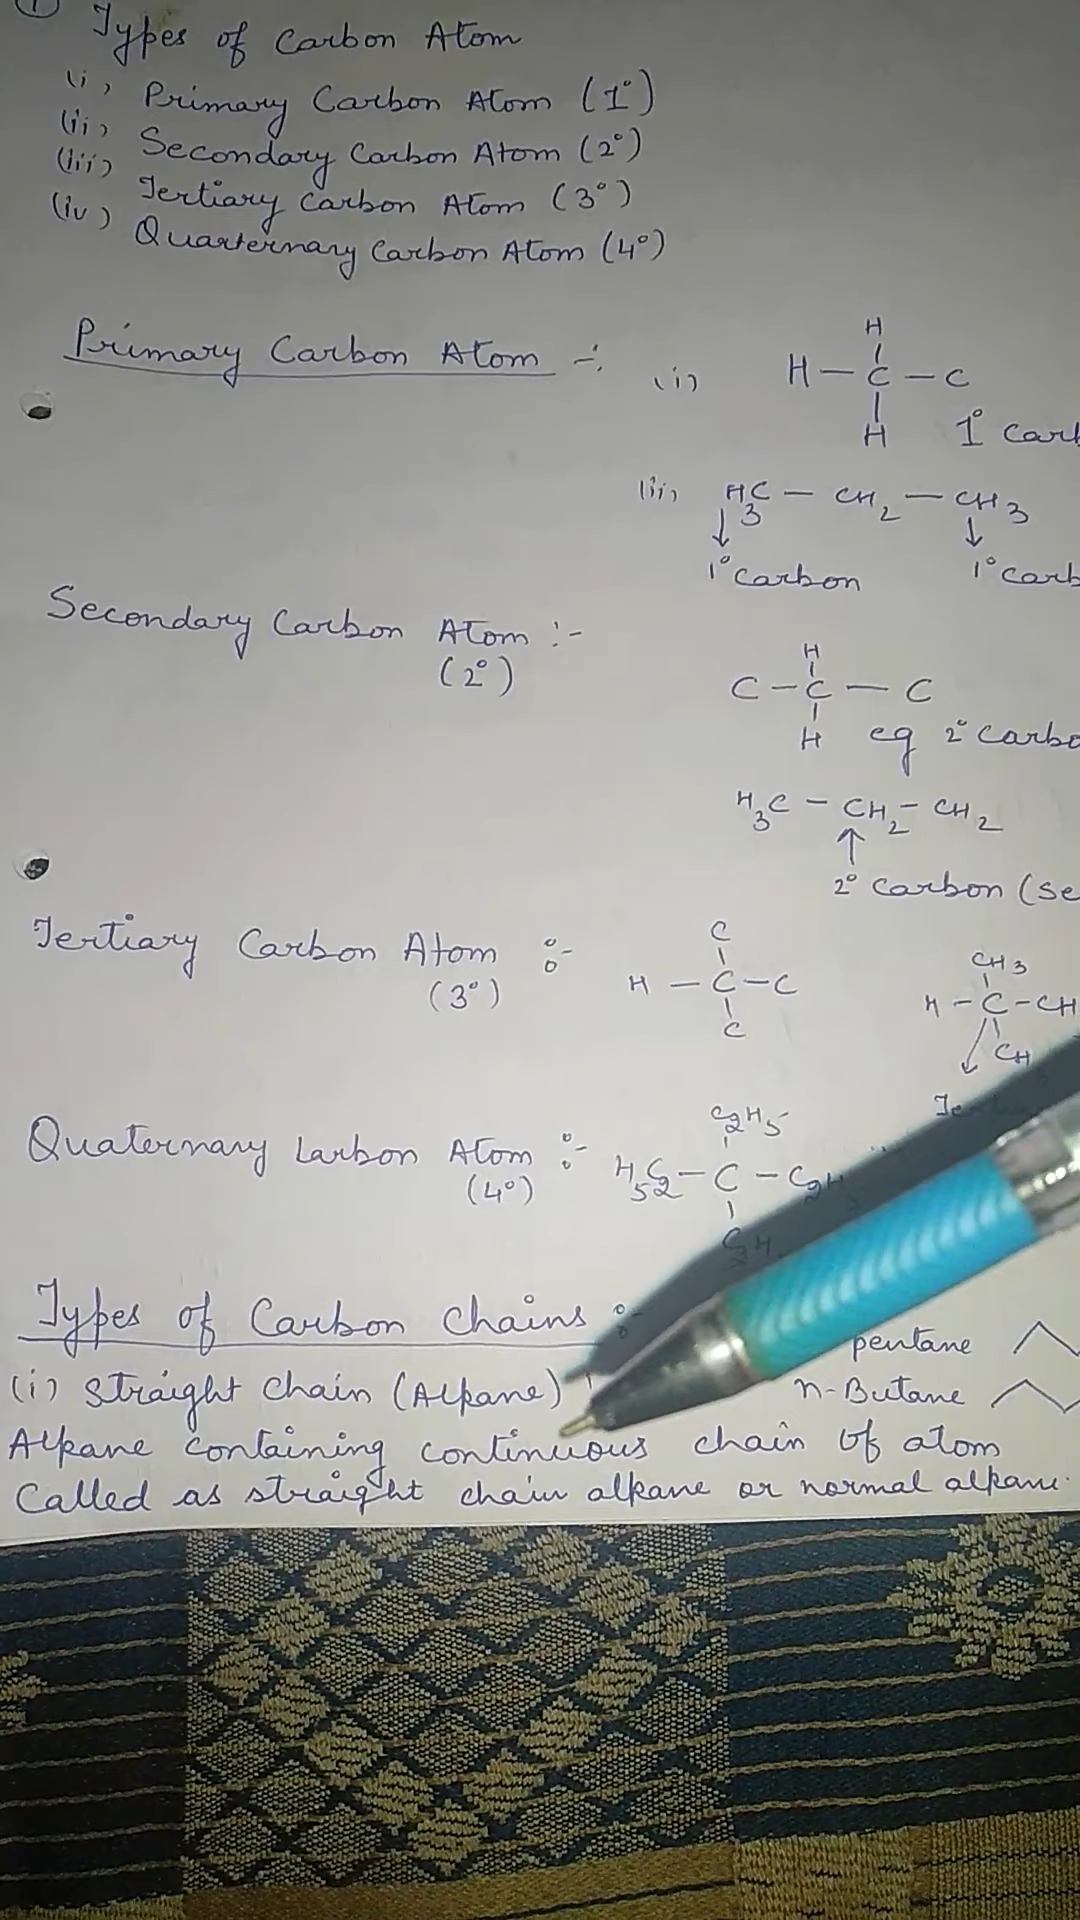 1
Types of Carbon Atom
(i) Primary Carbon Atom (1°)
(ii) Secondary Carbon Atom (2°)
(iii) Tertiary Carbon Atom (3°)
(iv) Quarternary Carbon Atom (4°)
Primary Carbon Atom :-
(i)
H
H - C - C
H
1° Carb
(ii) H3C - CH2 - CH3
1° Carbon 1° Carb
Secondary Carbon Atom :-
(2°)
H
C - C - C
H
eg 2° Carbo
H3C - CH2 - CH2
2° Carbon (Se
Tertiary Carbon Atom :-
(3°)
C
H - C - C
C
CH3
H - C - CH
CH
Quaternary Carbon Atom :-
(4°)
C2H5
H5C2 - C - C2H
C2H
Types of Carbon Chains :-
pentane
(i) Straight Chain (Alkane)
n-Butane
Alkane Containing Continuous chain of atom
Called as straight chain alkane or normal alkane.